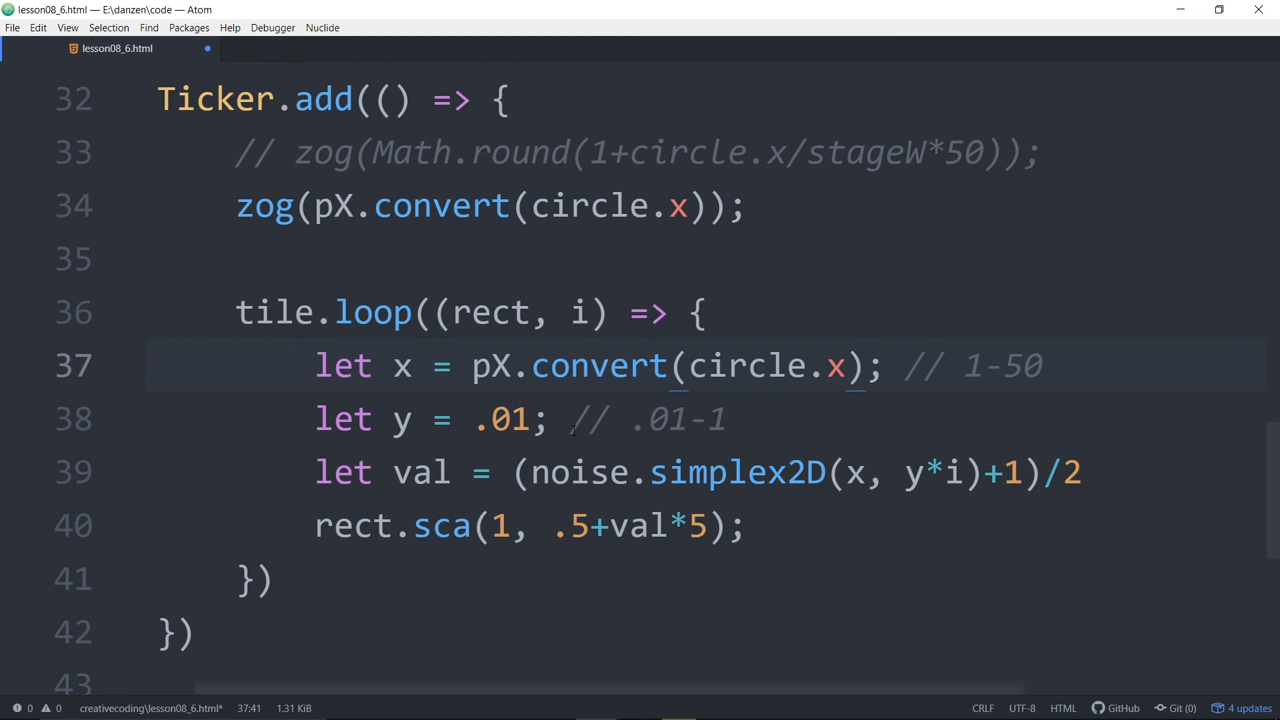 lesson08_6.html — E:\danzen\code — Atom
File Edit View Selection Find Packages Help Debugger Nuclide
lesson08_6.html
32 Ticker.add(() => {
33 // zog(Math.round(1+circle.x/stageW*50));
34 zog(pX.convert(circle.x));
35
36 tile.loop((rect, i) => {
37 let x = pX.convert(circle.x); // 1-50
38 let y = .01; // .01-1
39 let val = (noise.simplex2D(x, y*i)+1)/2
40 rect.sca(1, .5+val*5);
41 })
42 })
43
0 0 creativecoding\lesson08_6.html* 37:41 1.31 KiB CRLF UTF-8 HTML GitHub Git (0) 4 updates